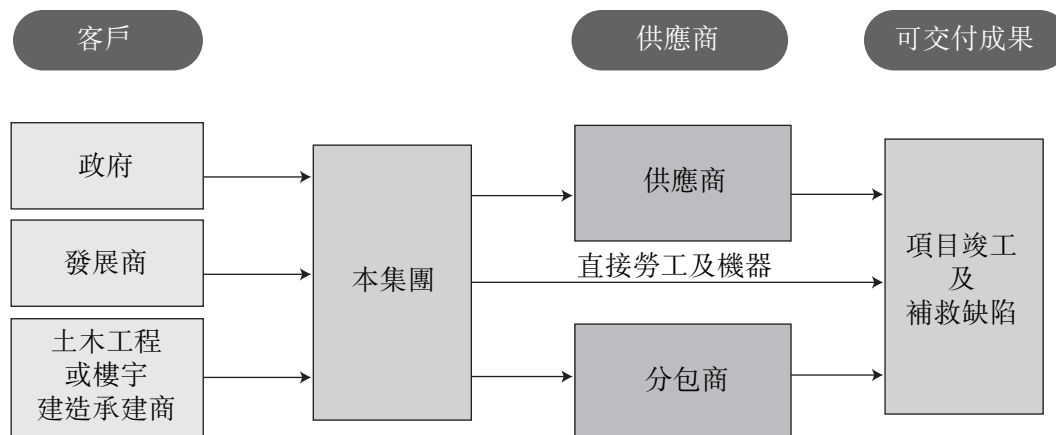 客戶
供應商
可交付成果
政府
發展商
土木工程
或樓宇
建造承建商
本集團
供應商
直接勞工及機器
分包商
項目竣工
及
補救缺陷